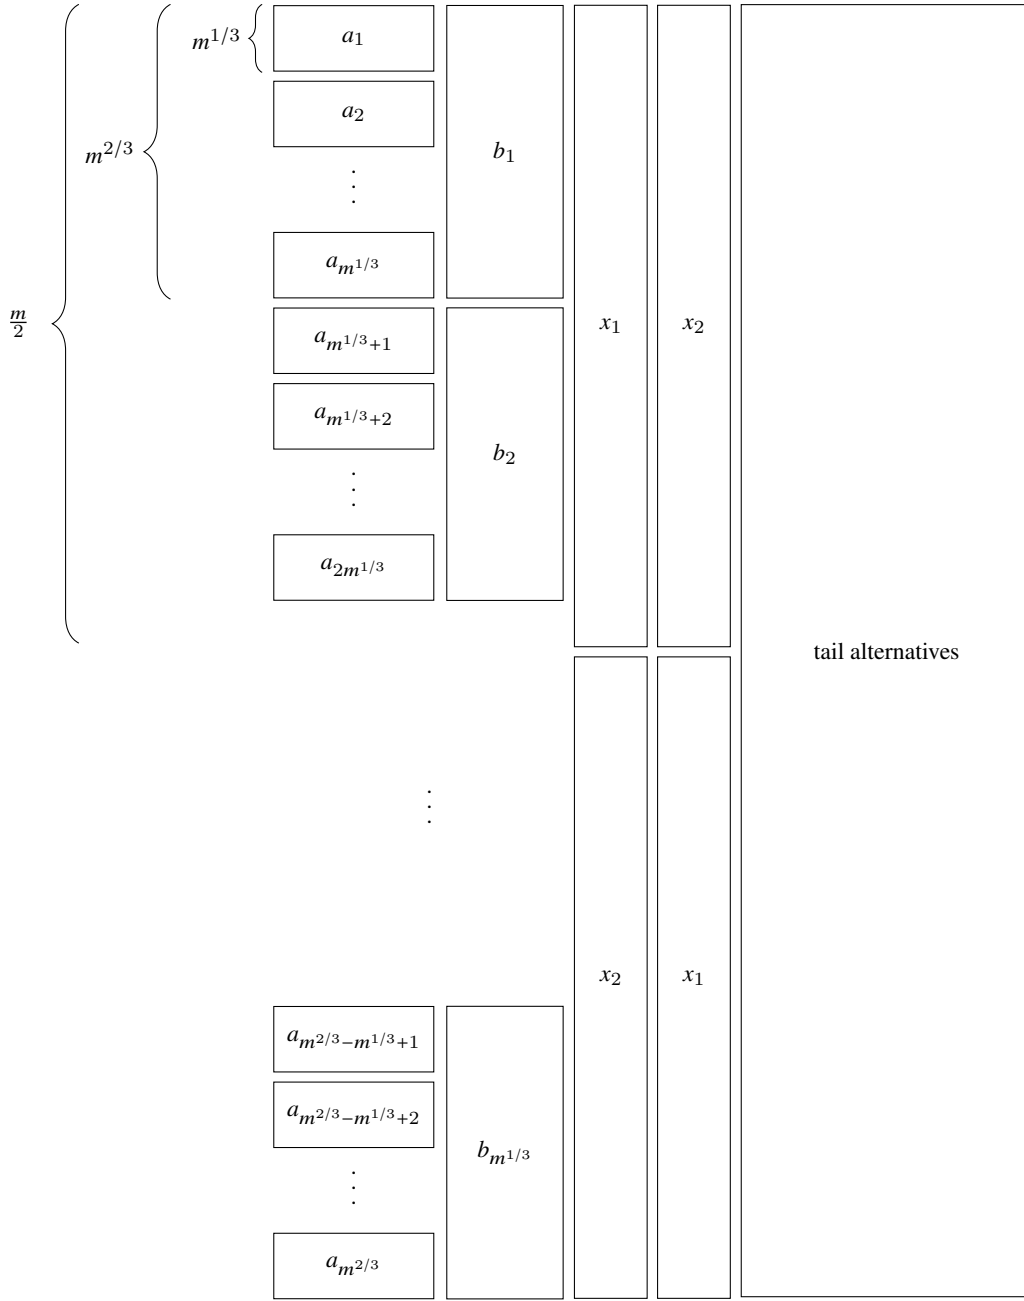 m^{1/3} a_1
a_2
m^{2/3} b_1
⋮
a_{m^{1/3}}
m/2 a_{m^{1/3}+1} x_1 x_2
a_{m^{1/3}+2}
b_2
⋮
a_{2m^{1/3}}
tail alternatives
⋮
x_2 x_1
a_{m^{2/3}−m^{1/3}+1}
a_{m^{2/3}−m^{1/3}+2}
b_{m^{1/3}}
⋮
a_{m^{2/3}}